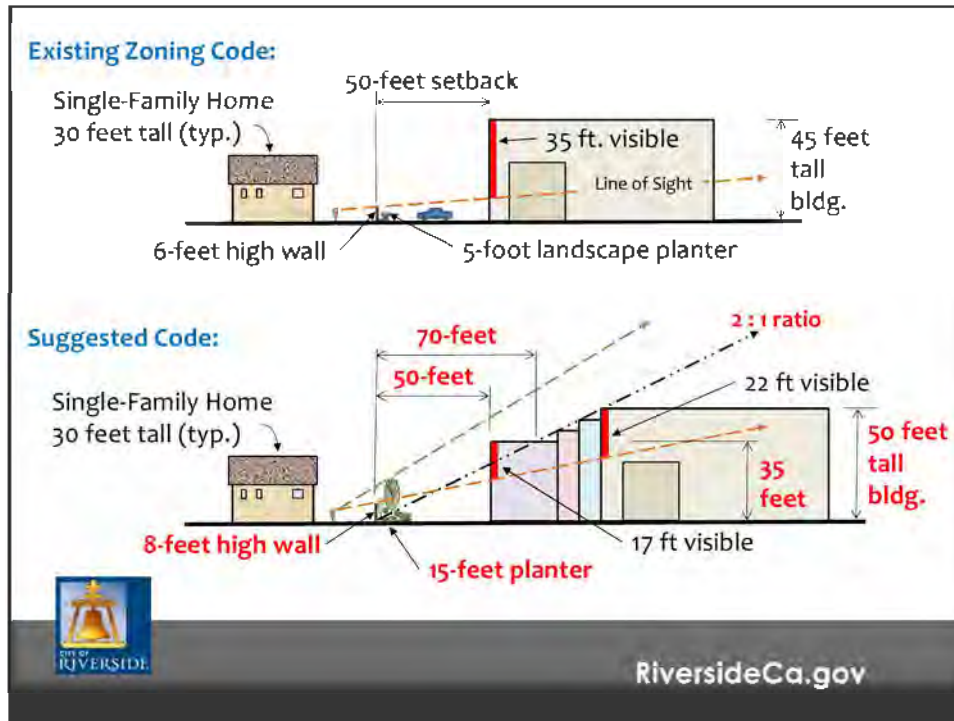 Existing Zoning Code:
50-feet setback
Single-Family Home
30 feet tall (typ.)
35 ft. visible
45 feet
tall
bldg.
Line of Sight
6-feet high wall
5-foot landscape planter
Suggested Code:
2 : 1 ratio
70-feet
50-feet
22 ft visible
Single-Family Home
30 feet tall (typ.)
50 feet
tall
bldg.
35
feet
8-feet high wall
17 ft visible
15-feet planter
CITY OF
RIVERSIDE
RiversideCa.gov